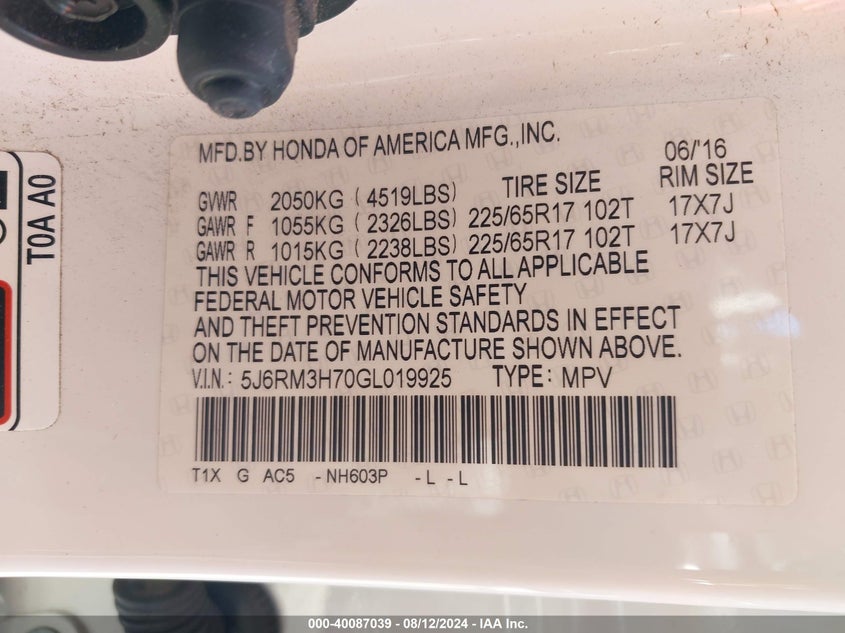 MFD.BY HONDA OF AMERICA MFG.,INC. 06/'16
GVWR 2050KG (4519LBS) TIRE SIZE RIM SIZE
GAWR F 1055KG (2326LBS) 225/65R17 102T 17X7J
GAWR R 1015KG (2238LBS) 225/65R17 102T 17X7J
THIS VEHICLE CONFORMS TO ALL APPLICABLE
FEDERAL MOTOR VEHICLE SAFETY
AND THEFT PREVENTION STANDARDS IN EFFECT
ON THE DATE OF MANUFACTURE SHOWN ABOVE.
V.I.N.: 5J6RM3H70GL019925 TYPE: MPV
T1X G AC5 -NH603P -L -L
T0A A0
000-40087039 - 08/12/2024 - IAA Inc.